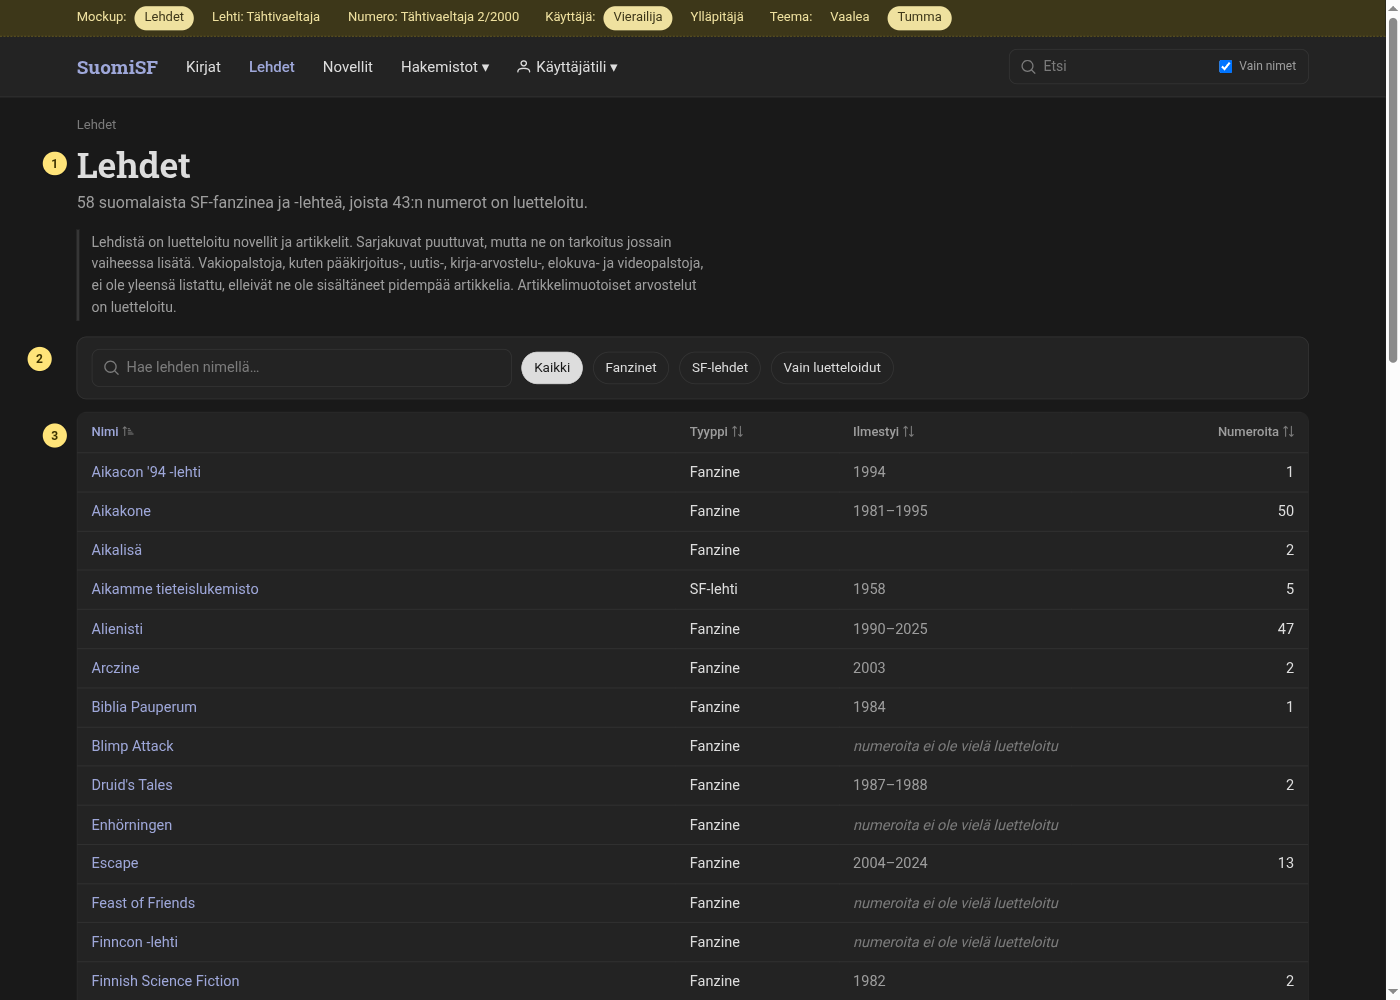 Mockup: Lehdet Lehti: Tähtivaeltaja Numero: Tähtivaeltaja 2/2000 Käyttäjä: Vierailija Ylläpitäjä Teema: Vaalea Tumma
SuomiSF Kirjat Lehdet Novellit Hakemistot ▾ Käyttäjätili ▾ Etsi Vain nimet
Lehdet
1 Lehdet
58 suomalaista SF-fanzinea ja -lehteä, joista 43:n numerot on luetteloitu.
Lehdistä on luetteloitu novellit ja artikkelit. Sarjakuvat puuttuvat, mutta ne on tarkoitus jossain
vaiheessa lisätä. Vakiopalstoja, kuten pääkirjoitus-, uutis-, kirja-arvostelu-, elokuva- ja videopalstoja,
ei ole yleensä listattu, elleivät ne ole sisältäneet pidempää artikkelia. Artikkelimuotoiset arvostelut
on luetteloitu.
2 Hae lehden nimellä... Kaikki Fanzinet SF-lehdet Vain luetteloidut
3 Nimi Tyyppi Ilmestyi Numeroita
Aikacon '94 -lehti Fanzine 1994 1
Aikakone Fanzine 1981–1995 50
Aikalisä Fanzine 2
Aikamme tieteislukemisto SF-lehti 1958 5
Alienisti Fanzine 1990–2025 47
Arczine Fanzine 2003 2
Biblia Pauperum Fanzine 1984 1
Blimp Attack Fanzine numeroita ei ole vielä luetteloitu
Druid's Tales Fanzine 1987–1988 2
Enhörningen Fanzine numeroita ei ole vielä luetteloitu
Escape Fanzine 2004–2024 13
Feast of Friends Fanzine numeroita ei ole vielä luetteloitu
Finncon -lehti Fanzine numeroita ei ole vielä luetteloitu
Finnish Science Fiction Fanzine 1982 2